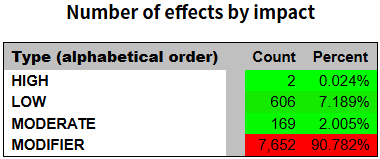 Number of effects by impact
Type (alphabetical order) Count Percent
HIGH 2 0.024%
LOW 606 7.189%
MODERATE 169 2.005%
MODIFIER 7,652 90.782%